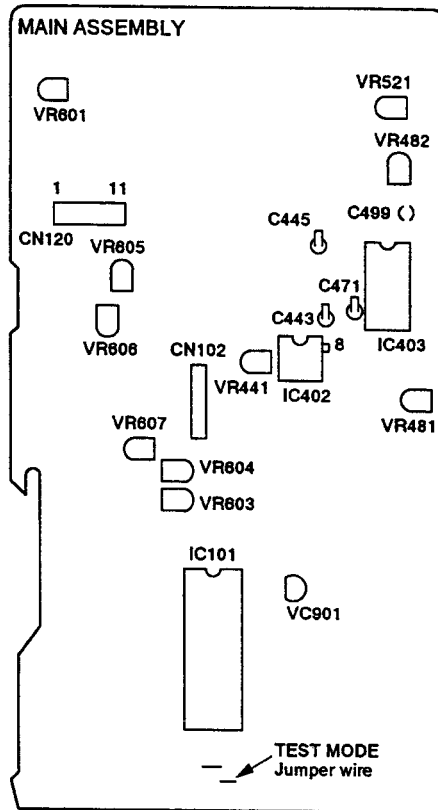 MAIN ASSEMBLY
VR601
VR521
VR482
1 11
CN120
C445
C499
VR605
C471
C443
VR606
CN102
8
IC403
VR441
IC402
VR481
VR607
VR604
VR603
IC101
VC901
TEST MODE
Jumper wire